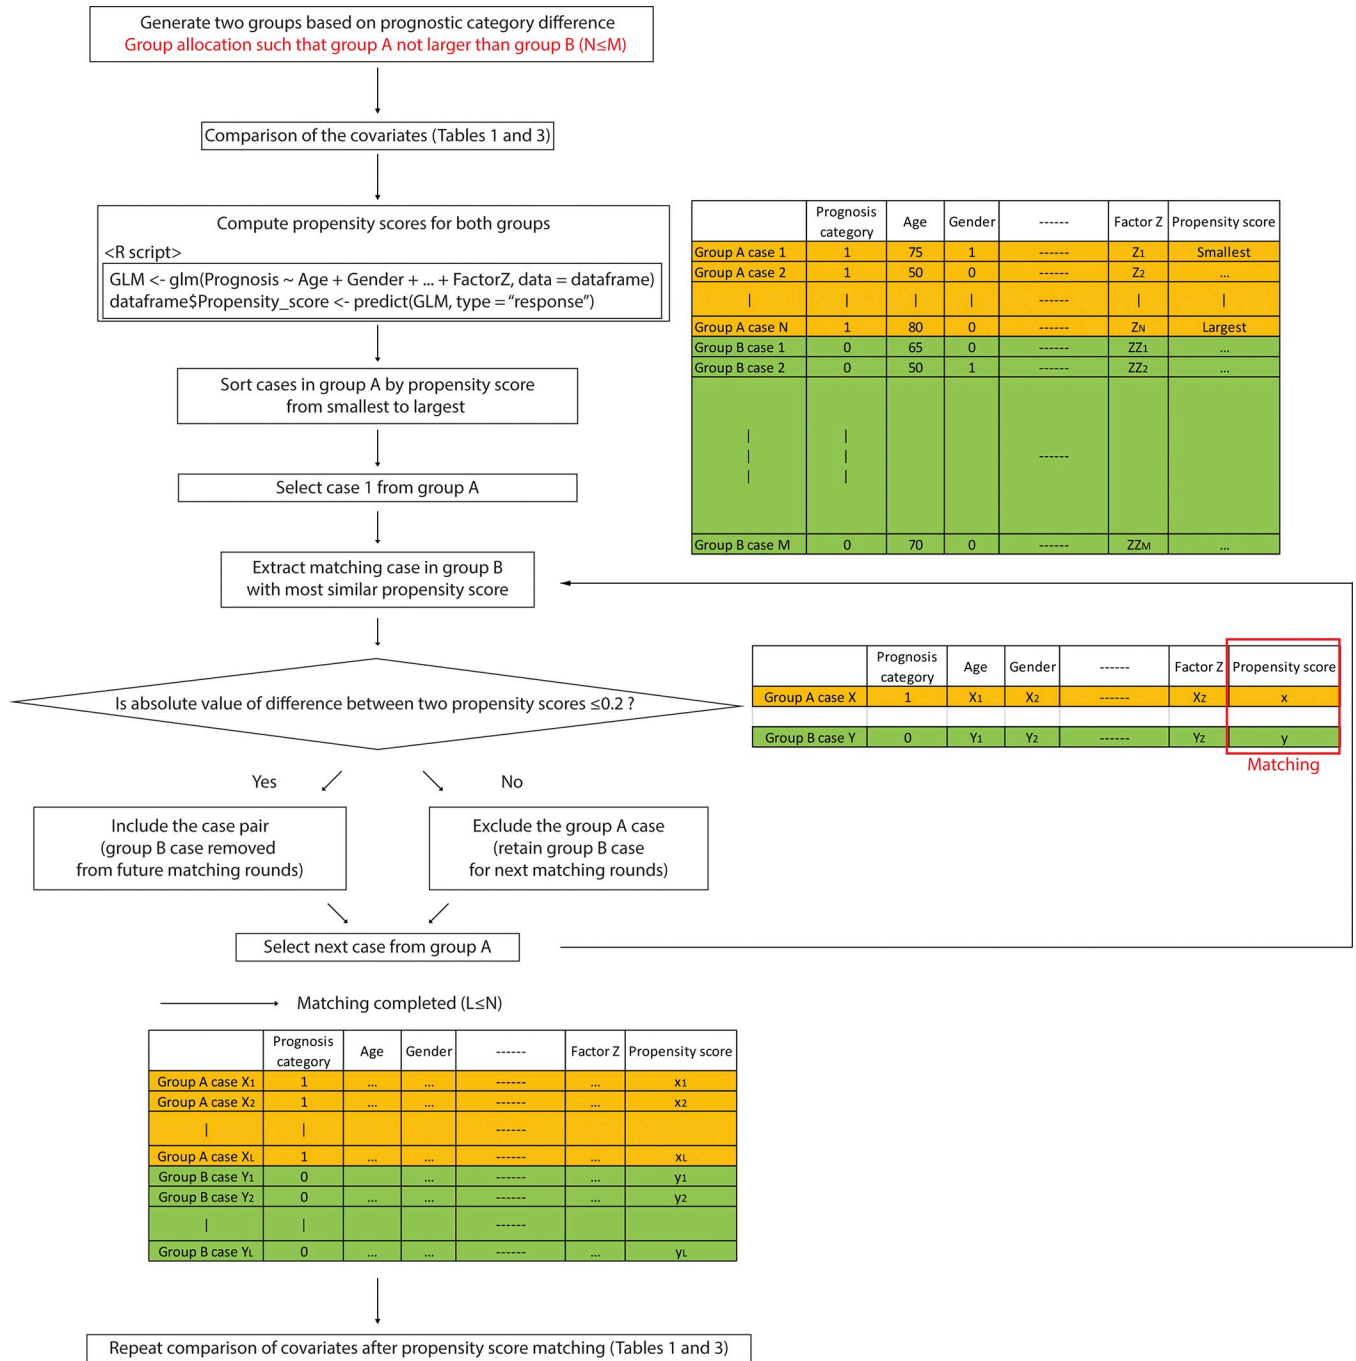 Generate two groups based on prognostic category difference
Group allocation such that group A not larger than group B (N≤M)
Comparison of the covariates (Tables 1 and 3)
Compute propensity scores for both groups
<R script>
GLM <- glm(Prognosis ~ Age + Gender + ... + FactorZ, data = dataframe)
dataframe$Propensity_score <- predict(GLM, type = “response”)
Sort cases in group A by propensity score
from smallest to largest
Select case 1 from group A
Extract matching case in group B
with most similar propensity score
Prognosis category Age Gender ------ Factor Z Propensity score
Group A case 1 1 75 1 ------ Z1 Smallest
Group A case 2 1 50 0 ------ Z2 ...
| | | | ------ | |
Group A case N 1 80 0 ------ ZN Largest
Group B case 1 0 65 0 ------ ZZ1 ...
Group B case 2 0 50 1 ------ ZZ2 ...
| |
| | ------
| |
Group B case M 0 70 0 ------ ZZM ...
Is absolute value of difference between two propensity scores ≤0.2 ?
Prognosis category Age Gender ------ Factor Z Propensity score
Group A case X 1 X1 X2 ------ XZ x
Group B case Y 0 Y1 Y2 ------ YZ y
Matching
Yes
No
Include the case pair
(group B case removed
from future matching rounds)
Exclude the group A case
(retain group B case
for next matching rounds)
Select next case from group A
Matching completed (L≤N)
Prognosis category Age Gender ------ Factor Z Propensity score
Group A case X1 1 ... ... ------ ... x1
Group A case X2 1 ... ... ------ ... x2
| | ------
Group A case XL 1 ... ... ------ ... xL
Group B case Y1 0 ... ------ ... y1
Group B case Y2 0 ... ... ------ ... y2
| | ------
Group B case YL 0 ... ... ------ ... yL
Repeat comparison of covariates after propensity score matching (Tables 1 and 3)